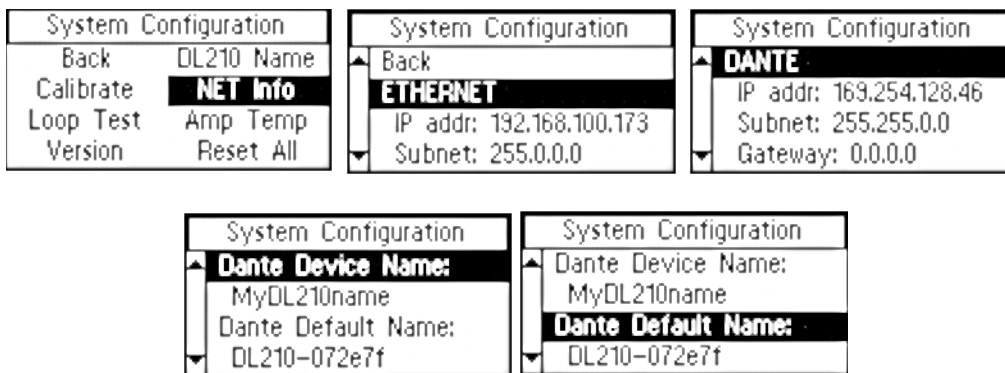 System Configuration
Back DL210 Name
Calibrate NET Info
Loop Test Amp Temp
Version Reset All
System Configuration
Back
ETHERNET
IP addr: 192.168.100.173
Subnet: 255.0.0.0
System Configuration
DANTE
IP addr: 169.254.128.46
Subnet: 255.255.0.0
Gateway: 0.0.0.0
System Configuration
Dante Device Name:
MyDL210name
Dante Default Name:
DL210-072e7f
System Configuration
Dante Device Name:
MyDL210name
Dante Default Name:
DL210-072e7f